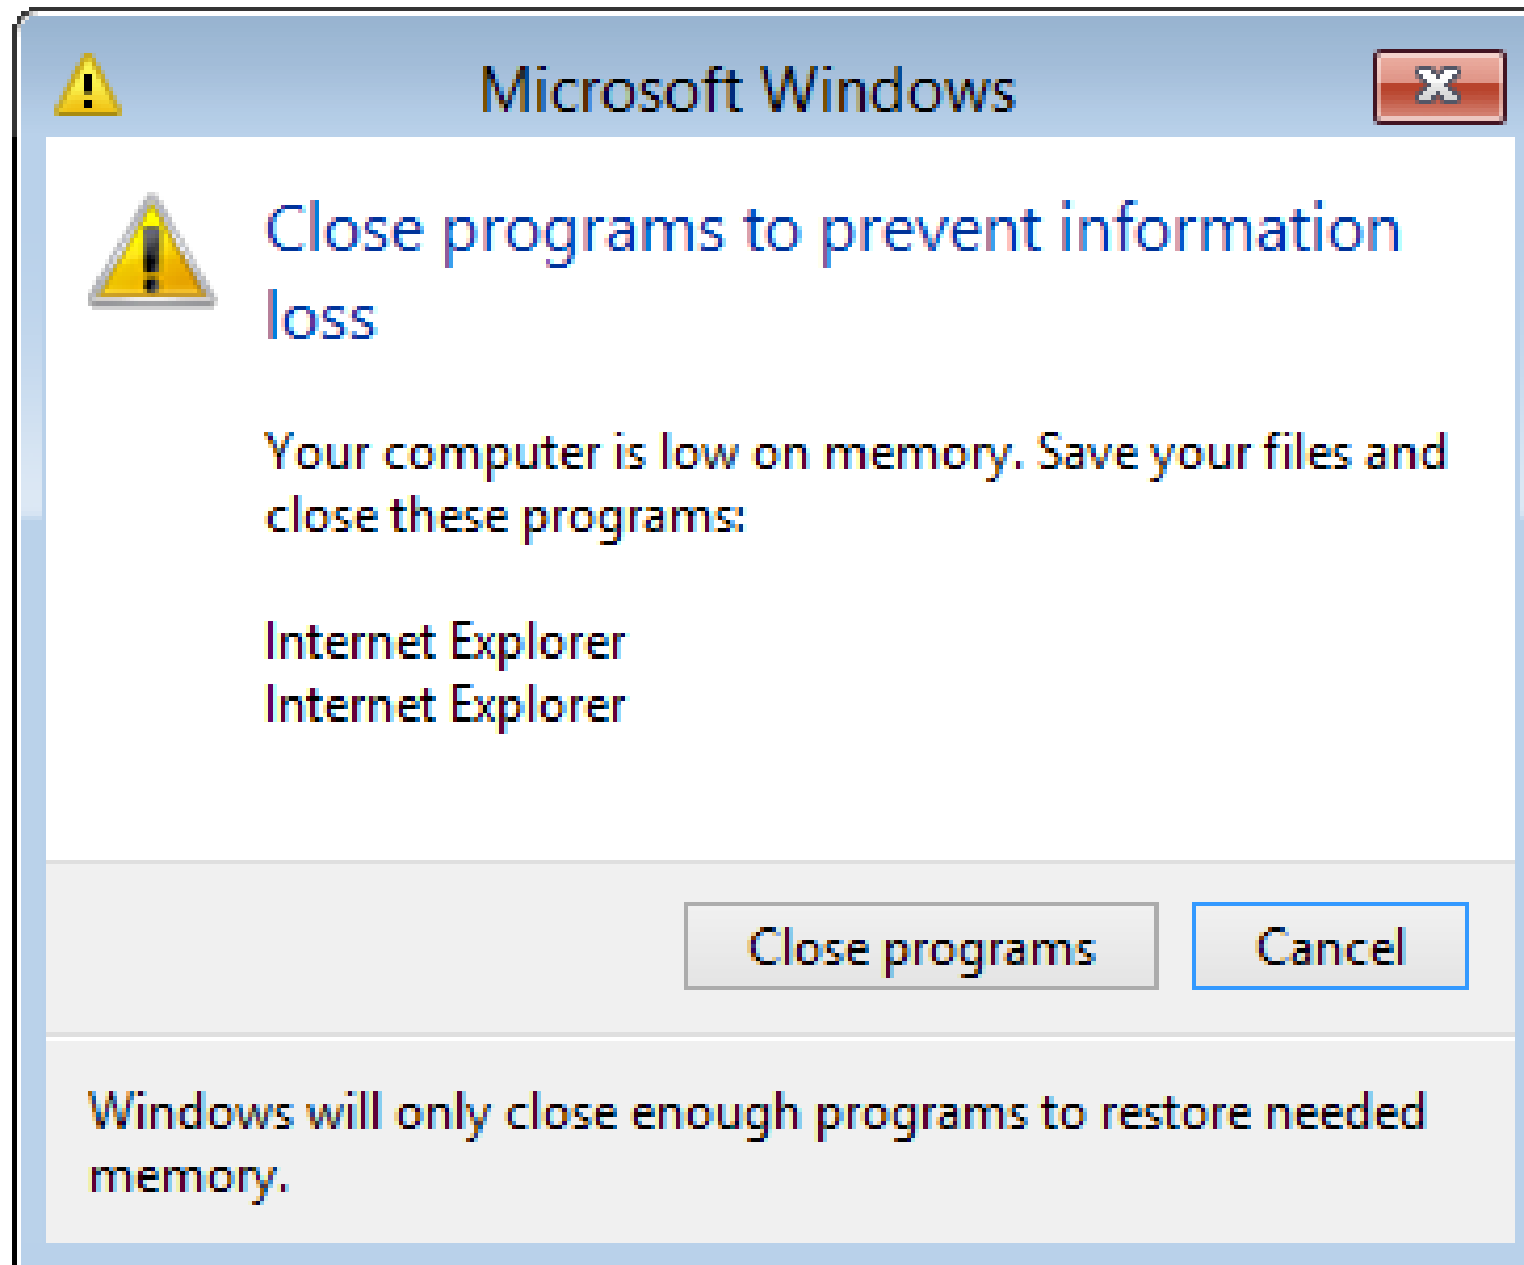 Microsoft Windows
Close programs to prevent information
loss
Your computer is low on memory. Save your files and
close these programs:
Internet Explorer
Internet Explorer
Close programs
Cancel
Windows will only close enough programs to restore needed
memory.